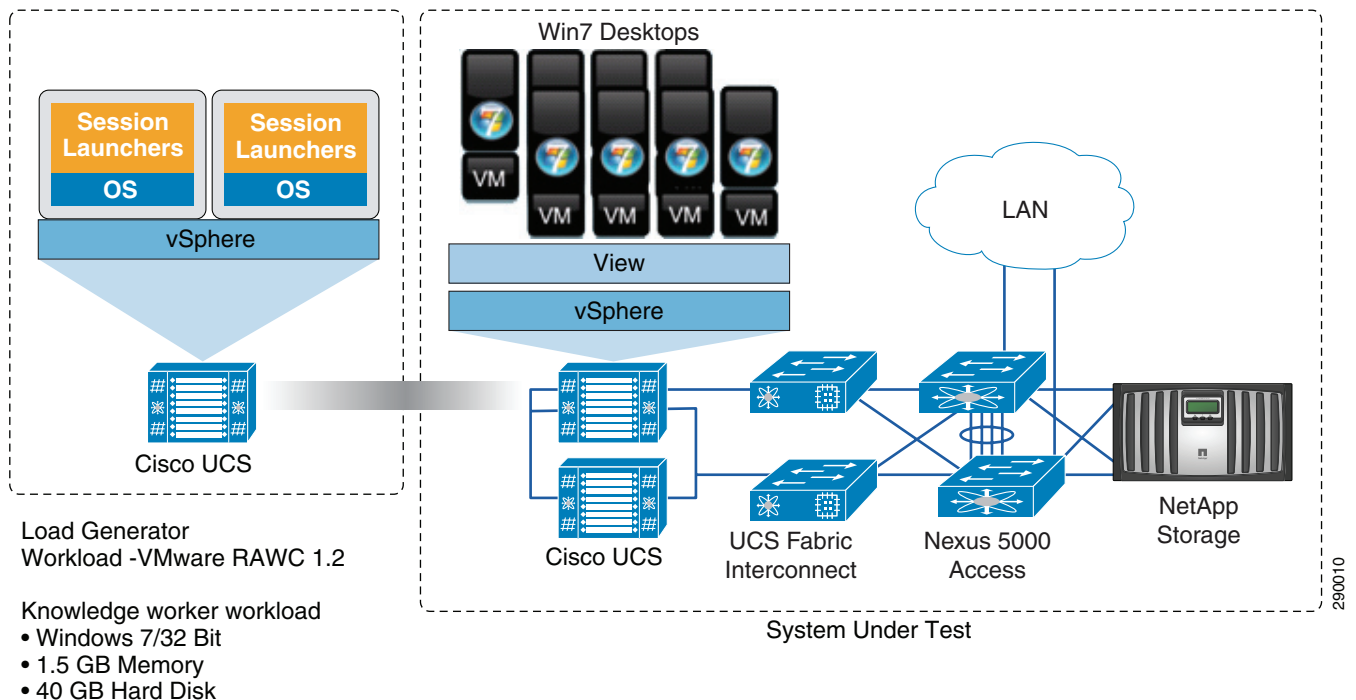 Session
Launchers
OS
Session
Launchers
OS
vSphere
Cisco UCS
Load Generator
Workload -VMware RAWC 1.2
Knowledge worker workload
• Windows 7/32 Bit
• 1.5 GB Memory
• 40 GB Hard Disk
Win7 Desktops
VM
VM
VM
VM
VM
View
vSphere
LAN
Cisco UCS
UCS Fabric
Interconnect
Nexus 5000
Access
NetApp
Storage
System Under Test
290010